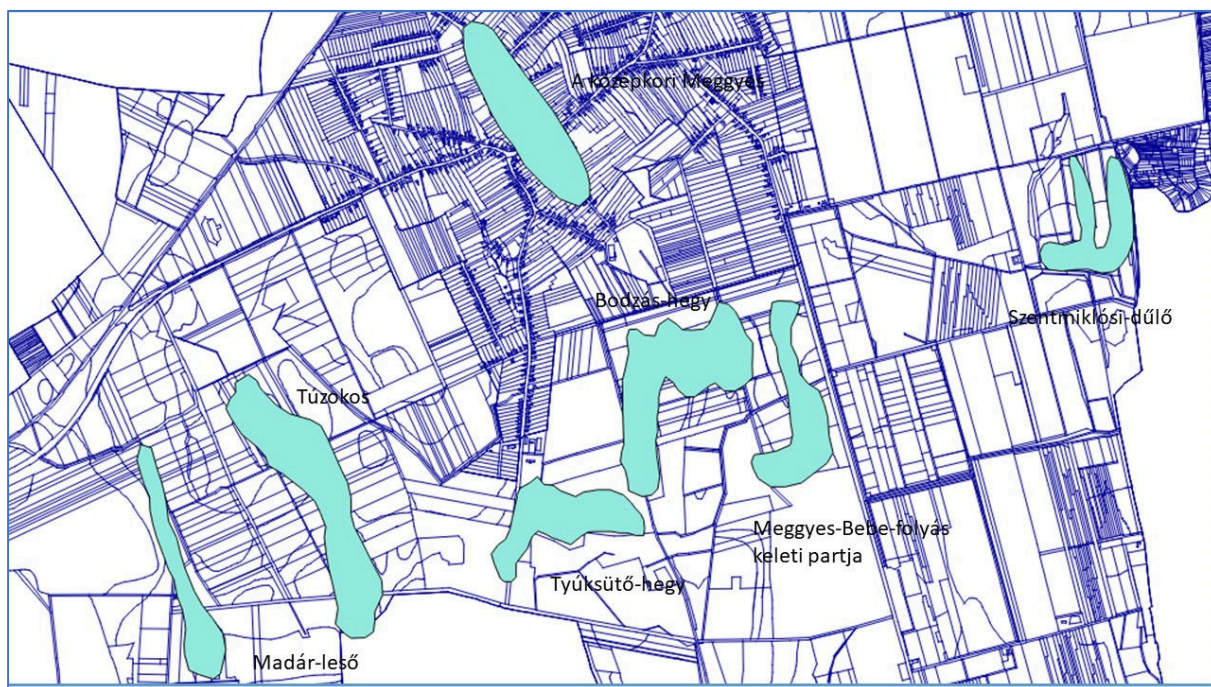 A középkori Meggyes
Bodzás-hegy
Szentmiklósi-dűlő
Túzokos
Meggyes-Bebe-folyás
keleti partja
Tyúksütő-hegy
Madár-leső